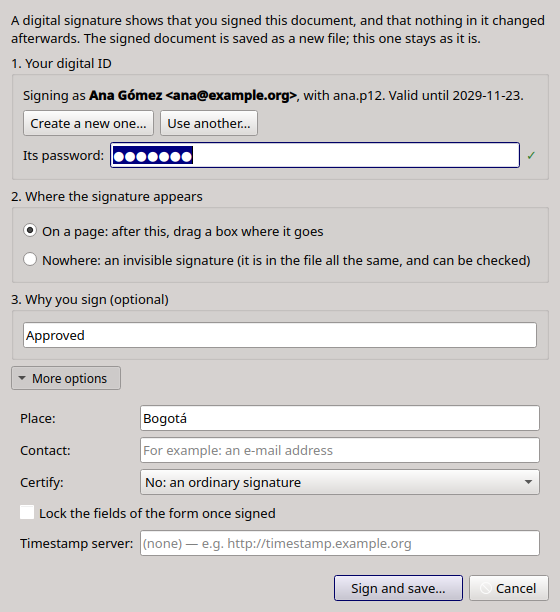 A digital signature shows that you signed this document, and that nothing in it changed
afterwards. The signed document is saved as a new file; this one stays as it is.
1. Your digital ID
Signing as Ana Gómez <ana@example.org>, with ana.p12. Valid until 2029-11-23.
Create a new one... Use another...
Its password: ●●●●●●● ✓
2. Where the signature appears
On a page: after this, drag a box where it goes
Nowhere: an invisible signature (it is in the file all the same, and can be checked)
3. Why you sign (optional)
Approved
More options
Place: Bogotá
Contact: For example: an e-mail address
Certify: No: an ordinary signature
Lock the fields of the form once signed
Timestamp server: (none) — e.g. http://timestamp.example.org
Sign and save... Cancel